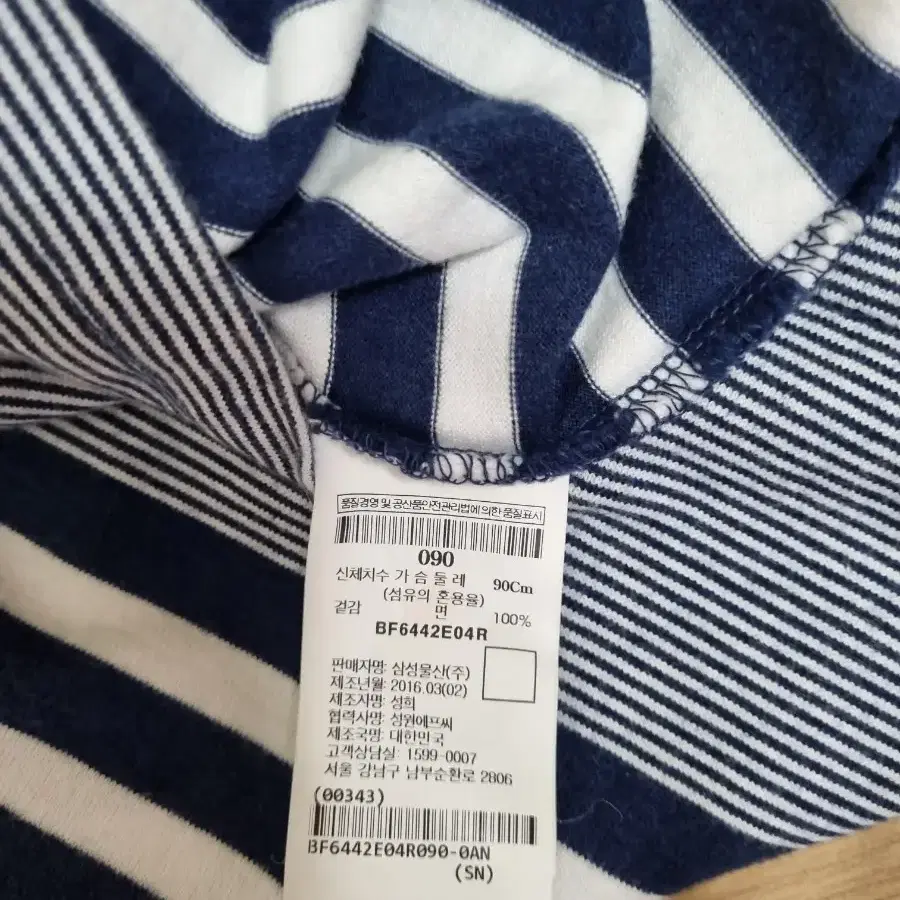 품질경영 및 공산품안전관리법에 의한 품질표시
090
신체치수 가 슴 둘 레 90Cm
(섬유의 혼용율)
겉감 면 100%
BF6442E04R
판매자명: 삼성물산(주)
제조년월: 2016.03(02)
제조자명: 성희
협력사명: 성원에프씨
제조국명: 대한민국
고객상담실: 1599-0007
서울 강남구 남부순환로 2806
(00343)
BF6442E04R090-0AN
(SN)